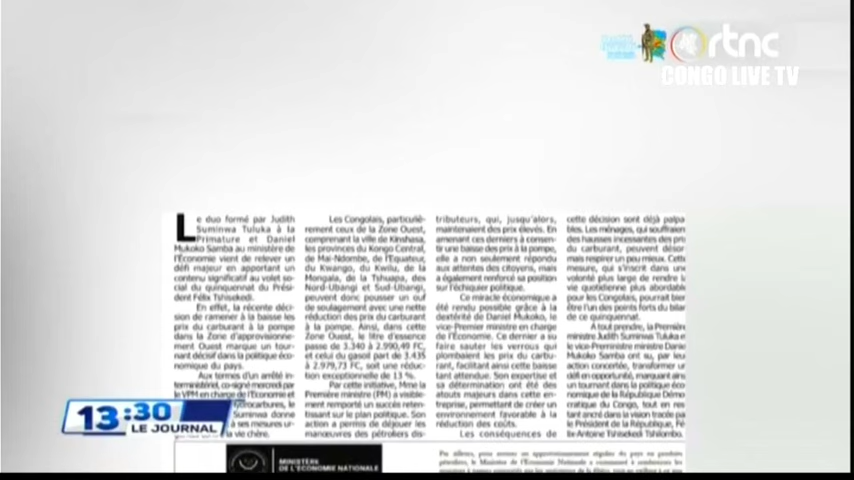 rtnc
CONGO LIVE TV
Le duo formé par Judith
Suminwa Tuluka à la
Primature et Daniel
Mukoko Samba au ministère de
l'Économie vient de relever un
défi majeur en apportant un
contenu significatif au volet so-
cial du quinquennat du Prési-
dent Félix Tshisekedi.
En effet, la récente déci-
sion de ramener à la baisse les
prix du carburant à la pompe
dans la Zone d'approvisionne-
ment Ouest marque un tour-
nant décisif dans la politique éco-
nomique du pays.
Aux termes d'un arrêté in-
terministériel, co-signé mercredi par
le VPM en charge de l'Economie et
hydrocarbures, le
Suminwa donne
à ses mesures ur-
la vie chère.
Les Congolais, particuliè-
rement ceux de la Zone Ouest,
comprenant la ville de Kinshasa,
les provinces du Kongo Central,
de Mai-Ndombe, de l'Equateur,
du Kwango, du Kwilu, de la
Mongala, de la Tshuapa, des
Nord-Ubangi et Sud-Ubangi,
peuvent donc pousser un ouf
de soulagement avec une nette
réduction des prix du carburant
à la pompe. Ainsi, dans cette
Zone Ouest, le litre d'essence
passe de 3.340 à 2.990,49 FC,
et celui du gasoil part de 3.435
à 2.979,73 FC, soit une réduc-
tion exceptionnelle de 13 %.
Par cette initiative, Mme la
Première ministre (PM) a visible-
ment remporté un succès reten-
tissant sur le plan politique. Son
action a permis de déjouer les
manœuvres des pétroliers dis-
tributeurs, qui, jusqu'alors,
maintenaient des prix élevés. En
amenant ces derniers à consen-
tir une baisse des prix à la pompe,
elle a non seulement répondu
aux attentes des citoyens, mais
a également renforcé sa position
sur l'échiquier politique.
Ce miracle économique a
été rendu possible grâce à la
dextérité de Daniel Mukoko, le
vice-Premier ministre en charge
de l'Economie. Ce dernier a su
faire sauter les verrous qui
plombaient les prix du carbu-
rant, facilitant ainsi cette baisse
tant attendue. Son expertise et
sa détermination ont été des
atouts majeurs dans cette en-
treprise, permettant de créer un
environnement favorable à la
réduction des coûts.
Les conséquences de
cette décision sont déjà palpa-
bles. Les ménages, qui souffraient
des hausses incessantes des prix
du carburant, peuvent désor-
mais respirer un peu mieux. Cette
mesure, qui s'inscrit dans une
volonté plus large de rendre la
vie quotidienne plus abordable
pour les Congolais, pourrait bien
être l'un des points forts du bilan
de ce quinquennat.
À tout prendre, la Première
ministre Judith Suminwa Tuluka et
le vice-Premier ministre Daniel
Mukoko Samba ont su, par leur
action concertée, transformer un
défi en opportunité, marquant ainsi
un tournant dans la politique éco-
nomique de la République Démo-
cratique du Congo, tout en res-
tant ancré dans la vision tracée par
le Président de la République, Fé-
lix-Antoine Tshisekedi Tshilombo.
13:30
LE JOURNAL
MINISTÈRE
DE L'ÉCONOMIE NATIONALE